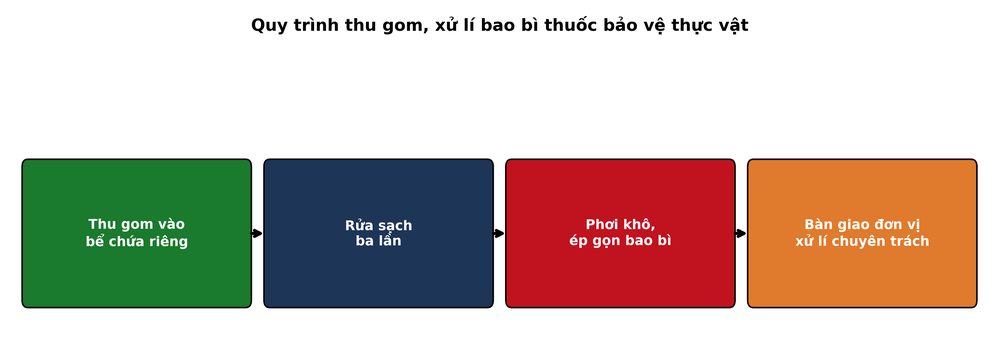 Quy trình thu gom, xử lí bao bì thuốc bảo vệ thực vật
Thu gom vào
bể chứa riêng
Rửa sạch
ba lần
Phơi khô,
ép gọn bao bì
Bàn giao đơn vị
xử lí chuyên trách